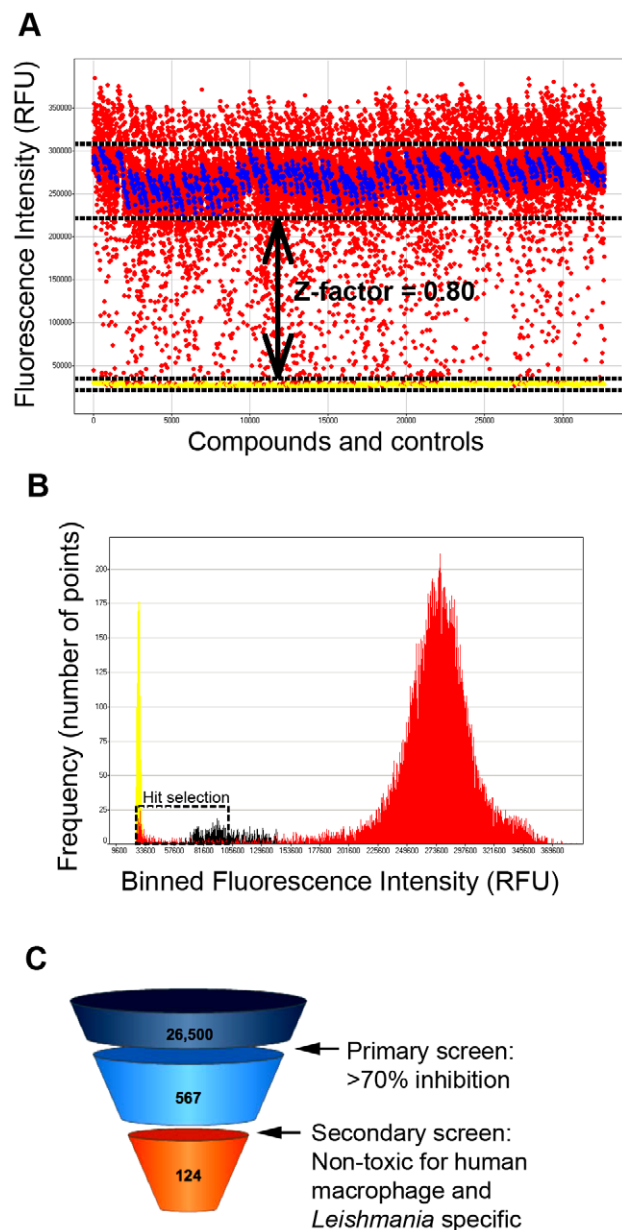 A
Fluorescence Intensity (RFU)
350000
300000
250000
200000
150000
100000
50000
Z-factor = 0.80
0
5000
10000
15000
20000
25000
30000
Compounds and controls
B
Frequency (number of points)
200
175
150
125
100
75
50
25
0
Hit selection
9600
33600
57600
81600
105600
129600
153600
177600
201600
225600
249600
273600
297600
321600
345600
369600
Binned Fluorescence Intensity (RFU)
C
26,500
Primary screen:
>70% inhibition
567
Secondary screen:
Non-toxic for human
macrophage and
Leishmania specific
124